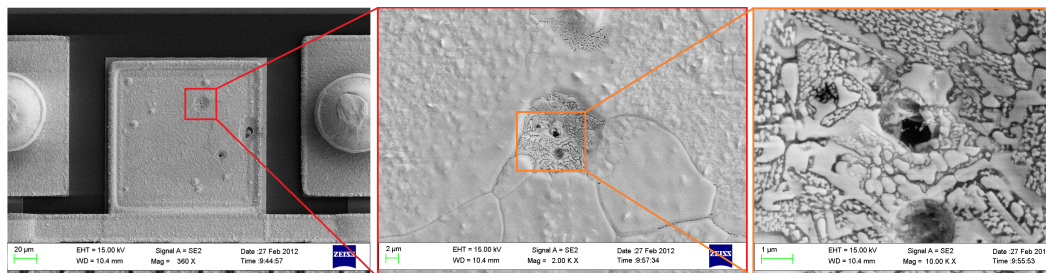 20 µm
EHT = 15.00 kV
Signal A = SE2
Date :27 Feb 2012
WD = 10.4 mm
Mag = 360 X
Time :9:44:57
ZEISS
2 µm
EHT = 15.00 kV
Signal A = SE2
Date :27 Feb 2012
WD = 10.4 mm
Mag = 2.00 K X
Time :9:57:34
ZEISS
1 µm
EHT = 15.00 kV
Signal A = SE2
Date :27 Feb 2012
WD = 10.4 mm
Mag = 10.00 K X
Time :9:55:53
ZEISS